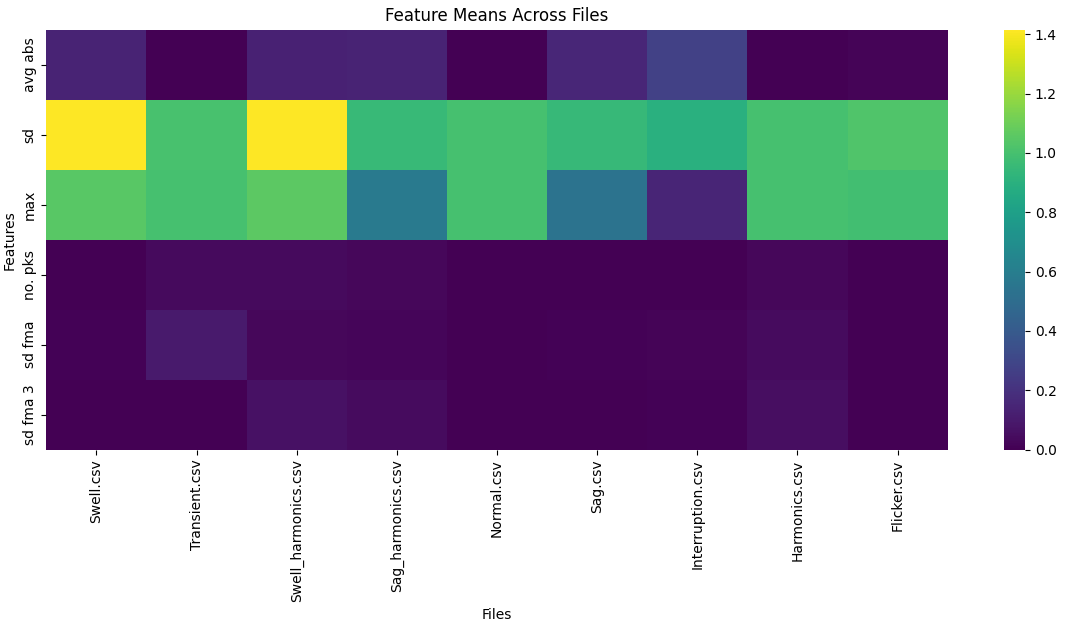 Feature Means Across Files
Features
avg abs
sd
max
no. pks
sd fma
sd fma 3
Swell.csv
Transient.csv
Swell_harmonics.csv
Sag_harmonics.csv
Normal.csv
Sag.csv
Interruption.csv
Harmonics.csv
Flicker.csv
Files
1.4
1.2
1.0
0.8
0.6
0.4
0.2
0.0